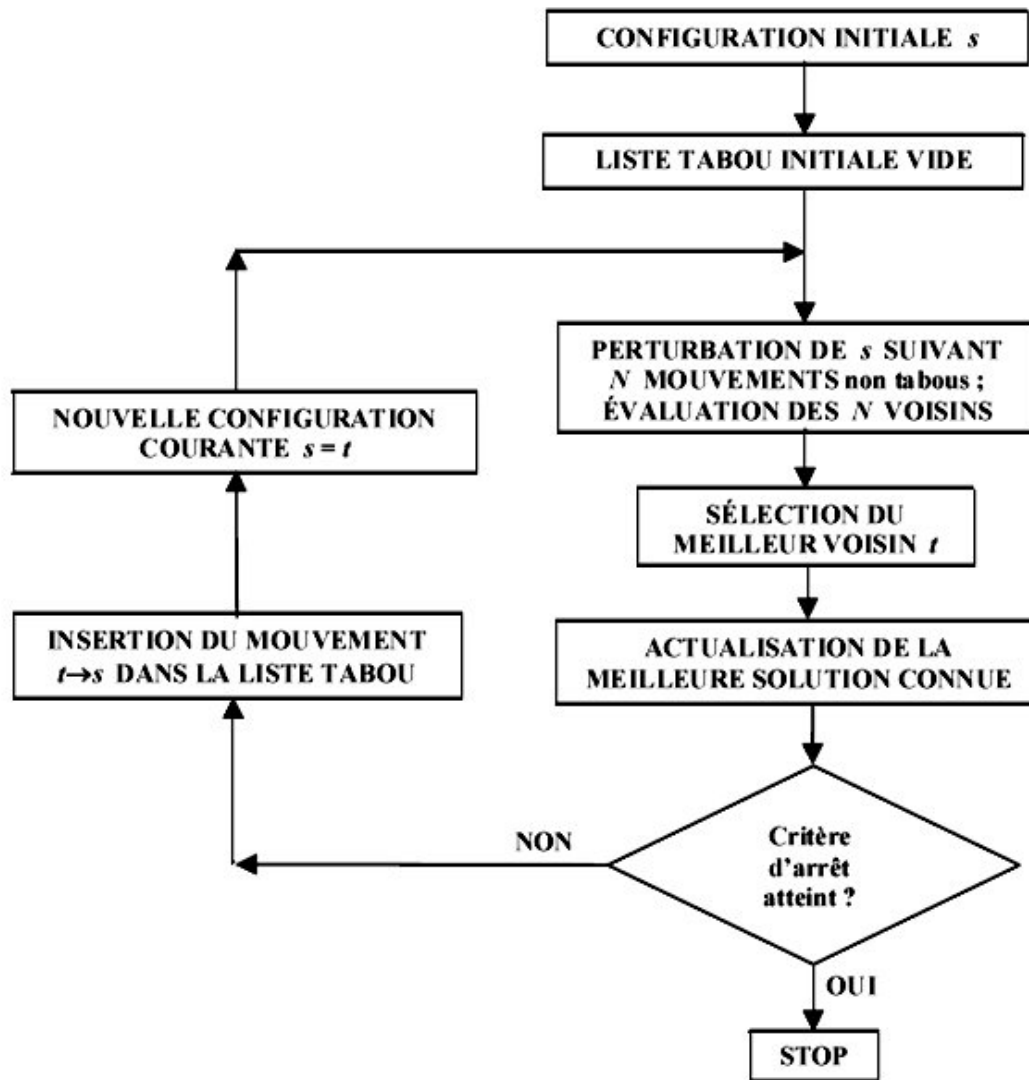 CONFIGURATION INITIALE s
LISTE TABOU INITIALE VIDE
PERTURBATION DE s SUIVANT
N MOUVEMENTS non tabous ;
ÉVALUATION DES N VOISINS
SÉLECTION DU
MEILLEUR VOISIN t
ACTUALISATION DE LA
MEILLEURE SOLUTION CONNUE
Critère
d'arrêt
atteint ?
NON
INSERTION DU MOUVEMENT
t→s DANS LA LISTE TABOU
NOUVELLE CONFIGURATION
COURANTE s = t
OUI
STOP